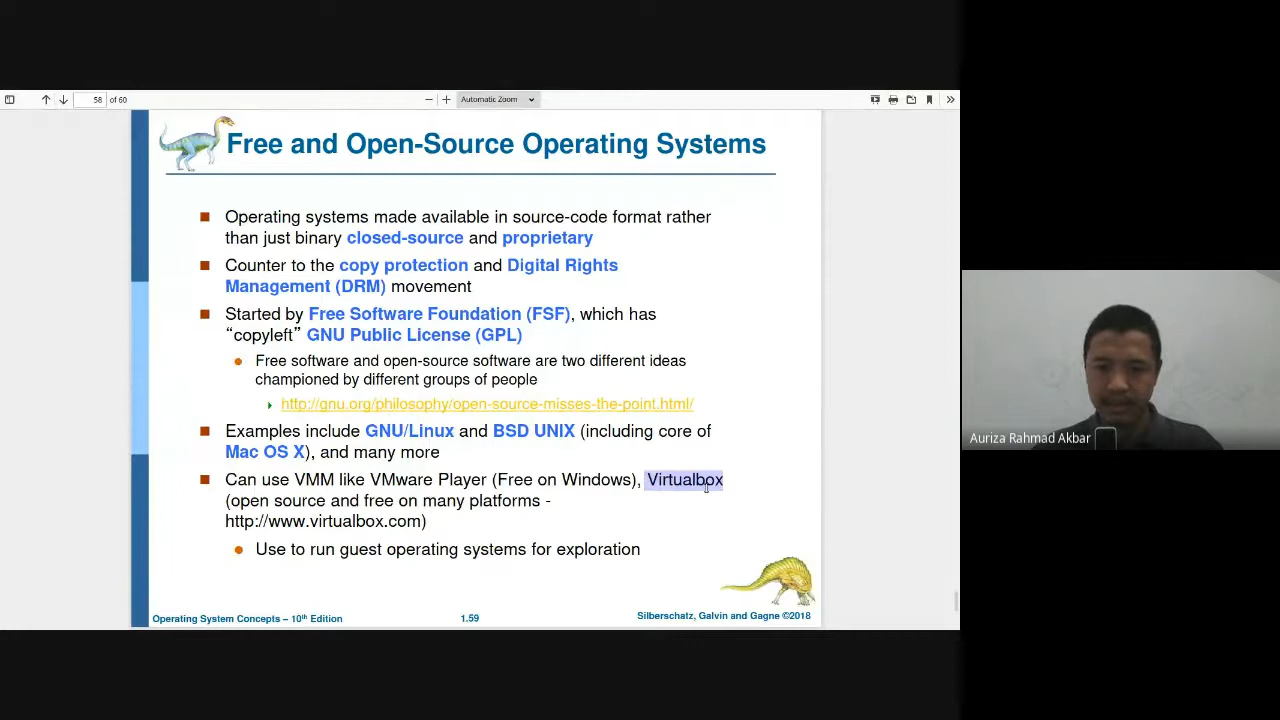 58 of 60
Automatic Zoom
Free and Open-Source Operating Systems
Operating systems made available in source-code format rather
than just binary closed-source and proprietary
Counter to the copy protection and Digital Rights
Management (DRM) movement
Started by Free Software Foundation (FSF), which has
“copyleft” GNU Public License (GPL)
Free software and open-source software are two different ideas
championed by different groups of people
http://gnu.org/philosophy/open-source-misses-the-point.html/
Examples include GNU/Linux and BSD UNIX (including core of
Mac OS X), and many more
Can use VMM like VMware Player (Free on Windows), Virtualbox
(open source and free on many platforms -
http://www.virtualbox.com)
Use to run guest operating systems for exploration
Operating System Concepts – 10th Edition
1.59
Silberschatz, Galvin and Gagne ©2018
Auriza Rahmad Akbar